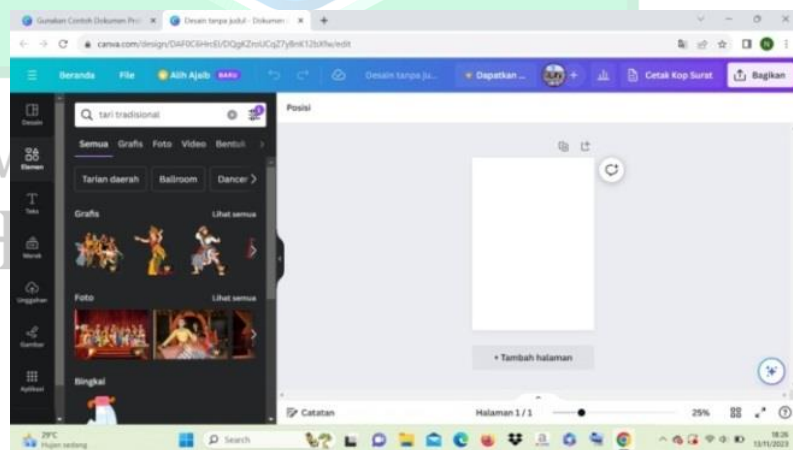 Gunakan Contoh Dokumen Pro
Desain tanpa judul - Dokumen
canva.com/design/
/edit
Beranda
File
Alih Ajaib
BARU
Desain tanpa ju...
Dapatkan ...
Cetak Kop Surat
Bagikan
Desain
Elemen
Teks
Merek
Unggahan
Gambar
Aplikasi
tari tradisional
Semua
Grafis
Foto
Video
Bentuk
Tarian daerah
Ballroom
Dancer
Grafis
Lihat semua
Foto
Lihat semua
Bingkai
Posisi
+ Tambah halaman
Catatan
Halaman 1 / 1
25%
29°C
Hujan sedang
Search
18:26
13/11/2023